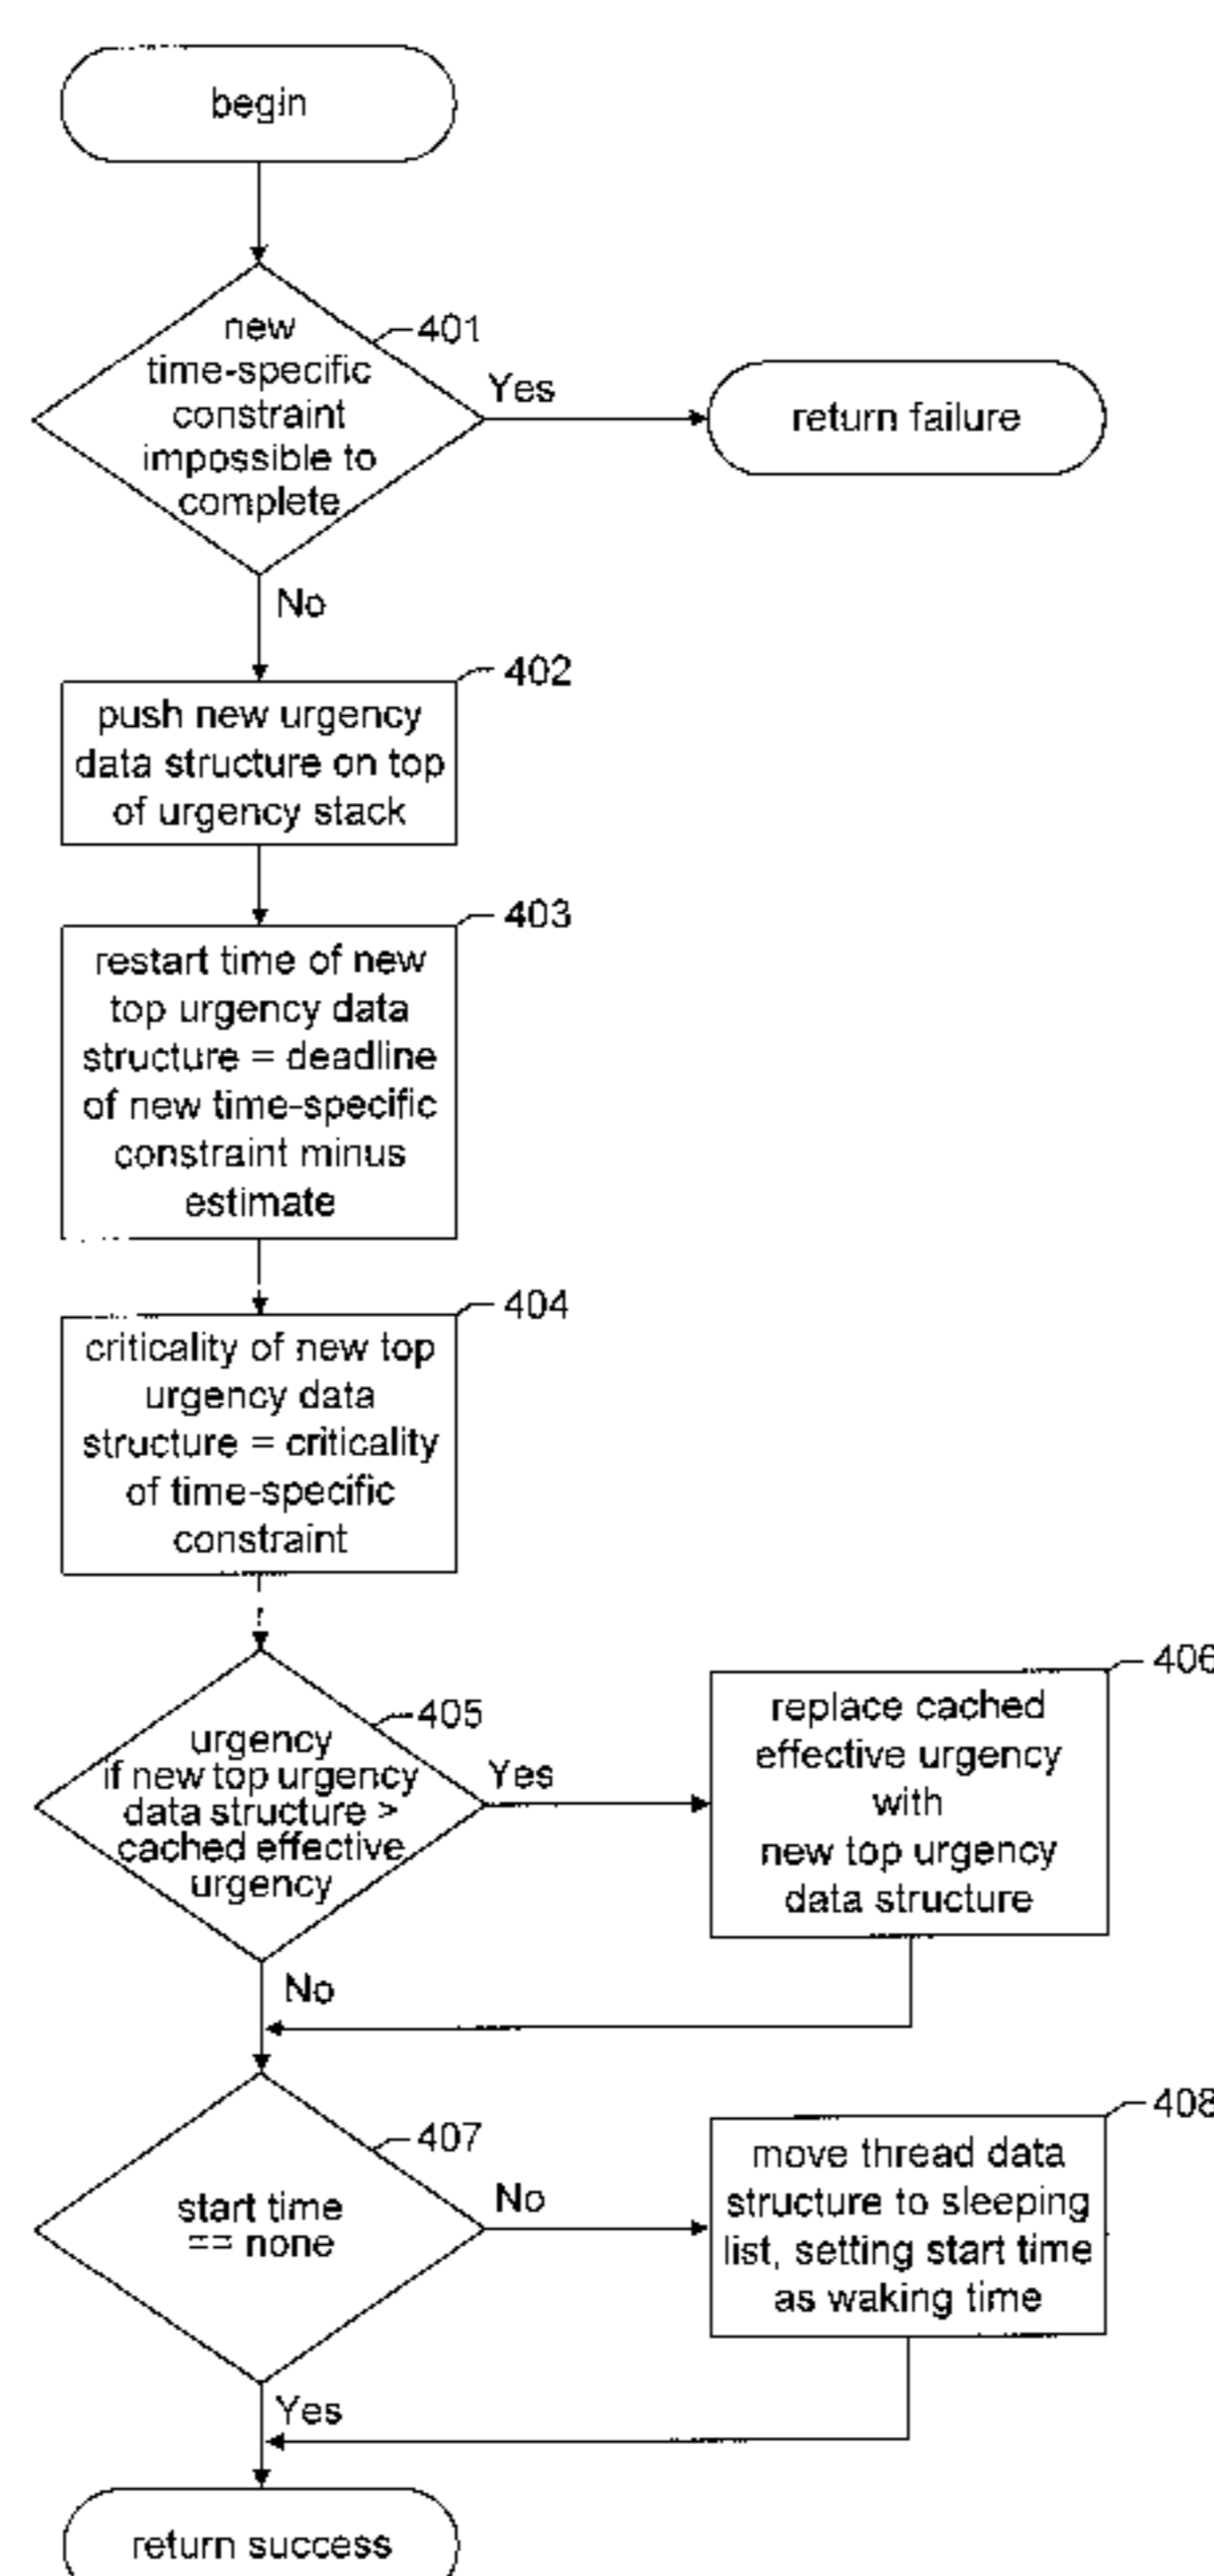 begin
new
time-specific
constraint
impossible to
complete
401
Yes
return failure
No
402
push new urgency
data structure on top
of urgency stack
403
restart time of new
top urgency data
structure = deadline
of new time-specific
constraint minus
estimate
404
criticality of new top
urgency data
structure = criticality
of time-specific
constraint
405
urgency
if new top urgency
data structure >
cached effective
urgency
Yes
406
replace cached
effective urgency
with
new top urgency
data structure
No
407
start time
== none
No
408
move thread data
structure to sleeping
list, setting start time
as waking time
Yes
return success